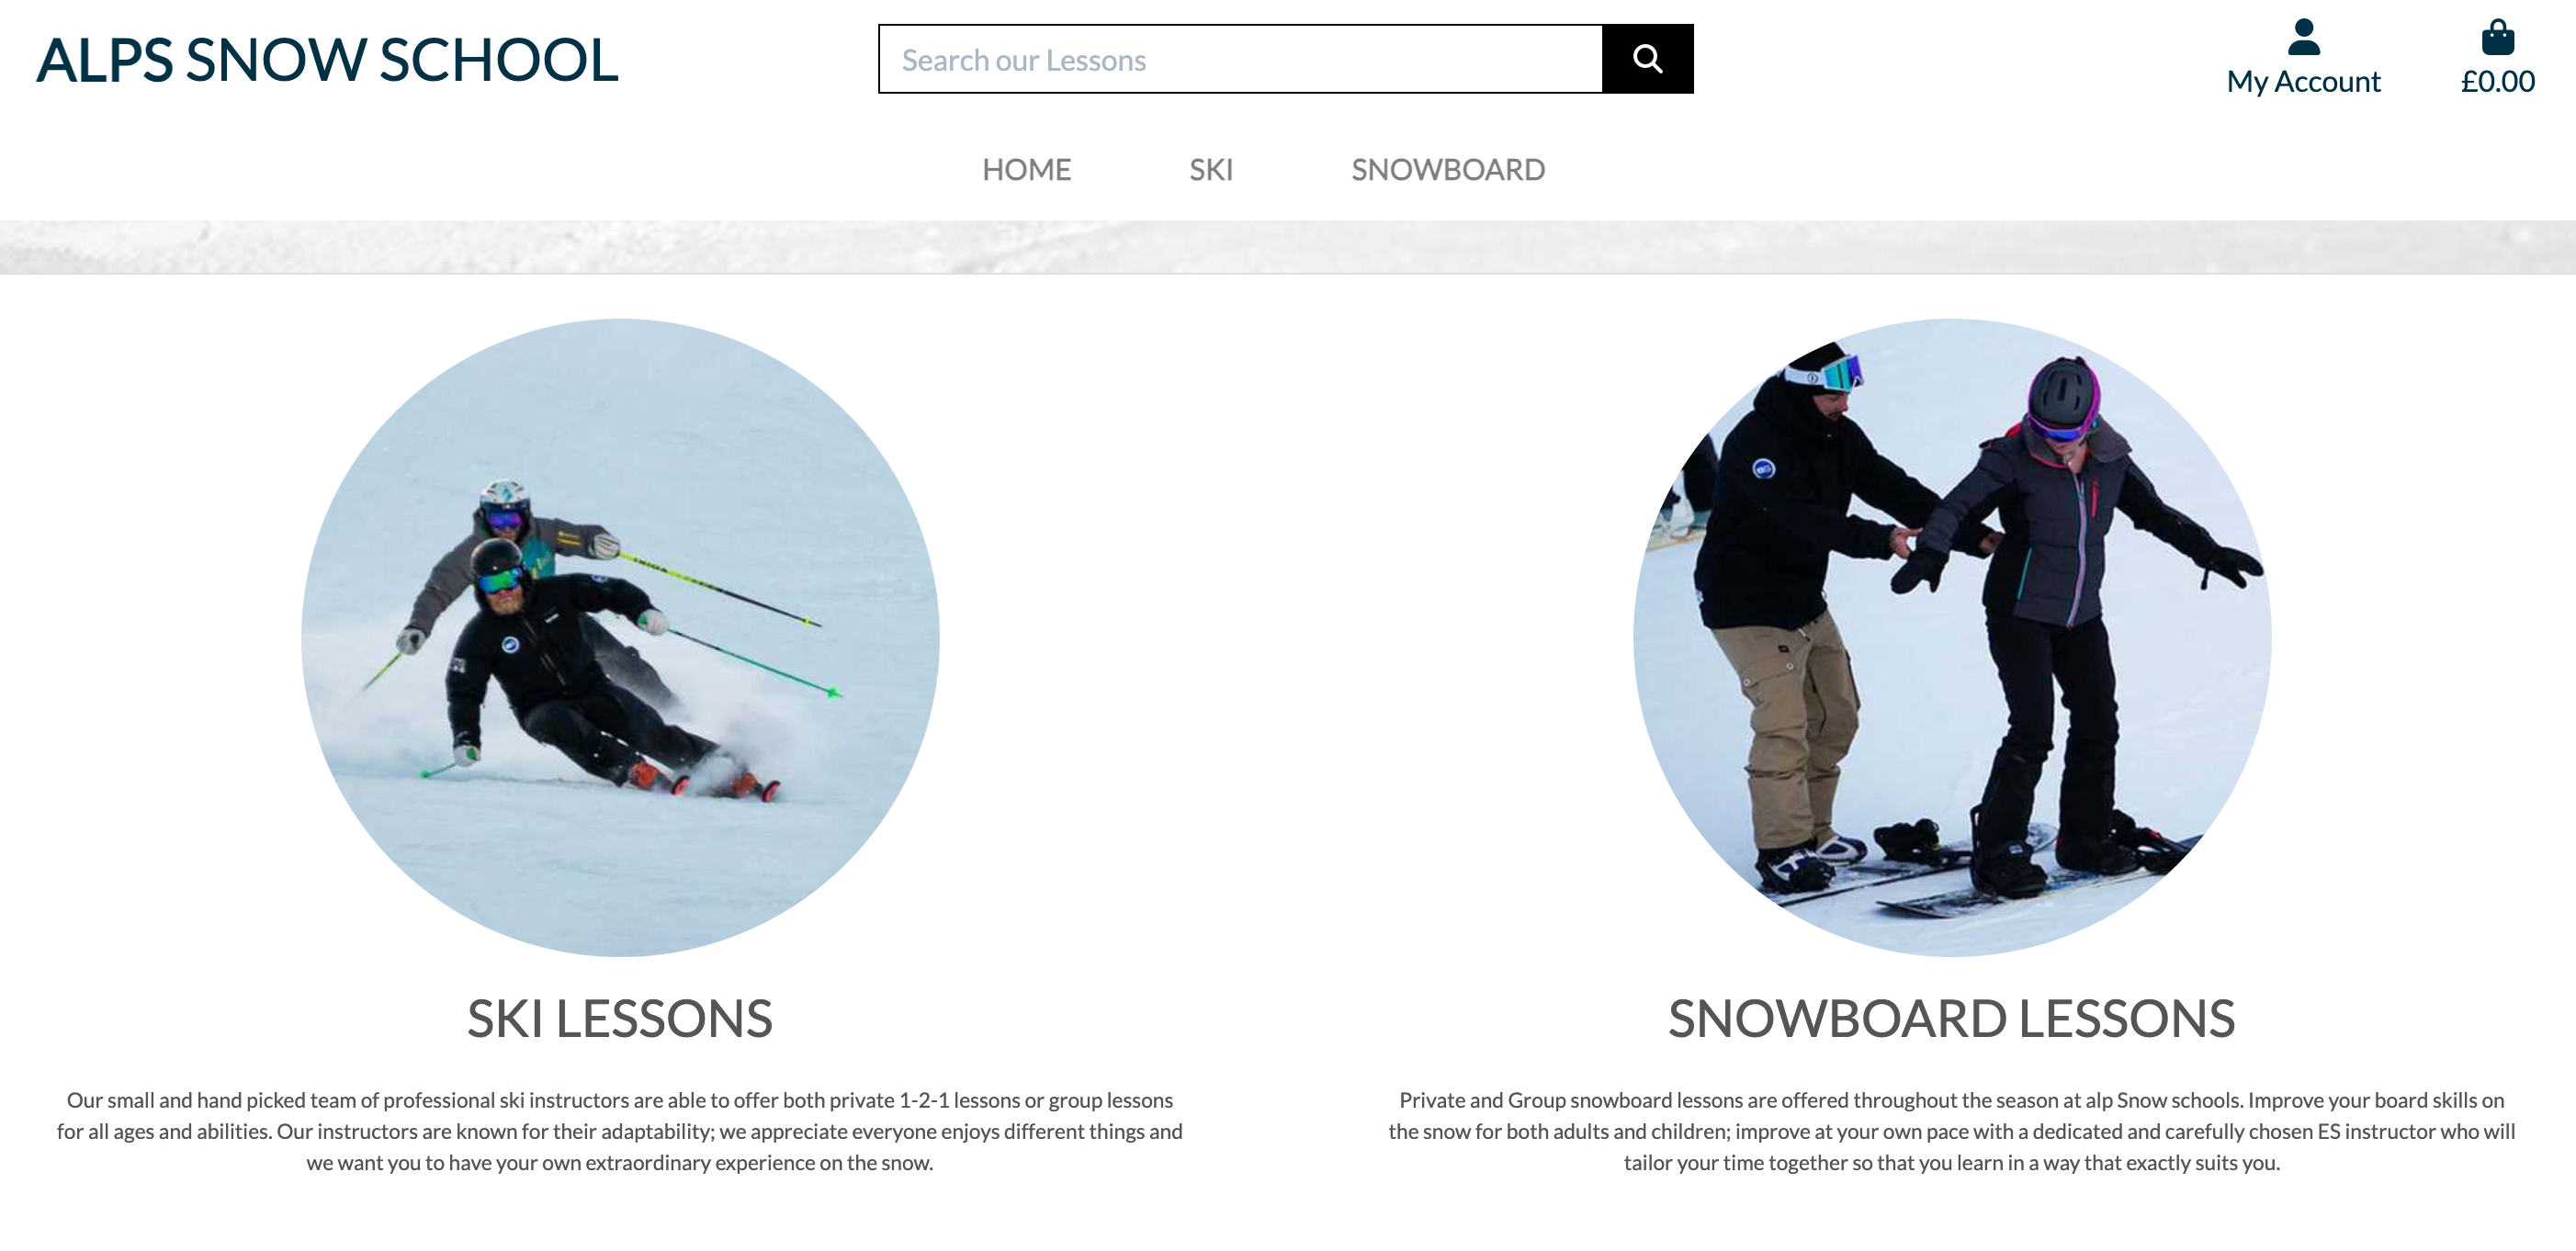 ALPS SNOW SCHOOL
Search our Lessons
My Account
£0.00
HOME
SKI
SNOWBOARD
SKI LESSONS
Our small and hand picked team of professional ski instructors are able to offer both private 1-2-1 lessons or group lessons
for all ages and abilities. Our instructors are known for their adaptability; we appreciate everyone enjoys different things and
we want you to have your own extraordinary experience on the snow.
SNOWBOARD LESSONS
Private and Group snowboard lessons are offered throughout the season at alp Snow schools. Improve your board skills on
the snow for both adults and children; improve at your own pace with a dedicated and carefully chosen ES instructor who will
tailor your time together so that you learn in a way that exactly suits you.